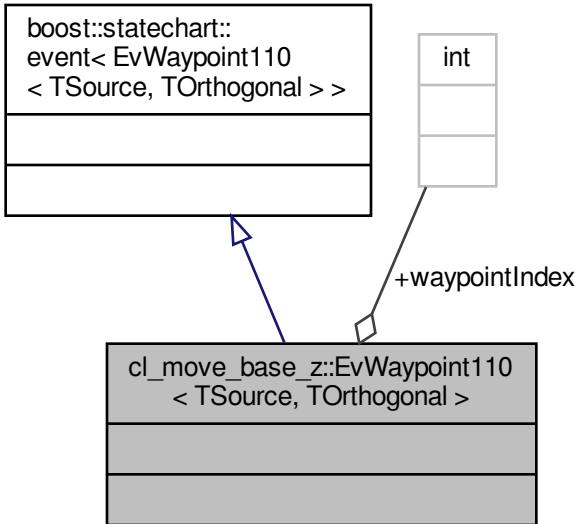 boost::statechart::
event< EvWaypoint110
< TSource, TOrthogonal > >
int
+waypointIndex
cl_move_base_z::EvWaypoint110
< TSource, TOrthogonal >